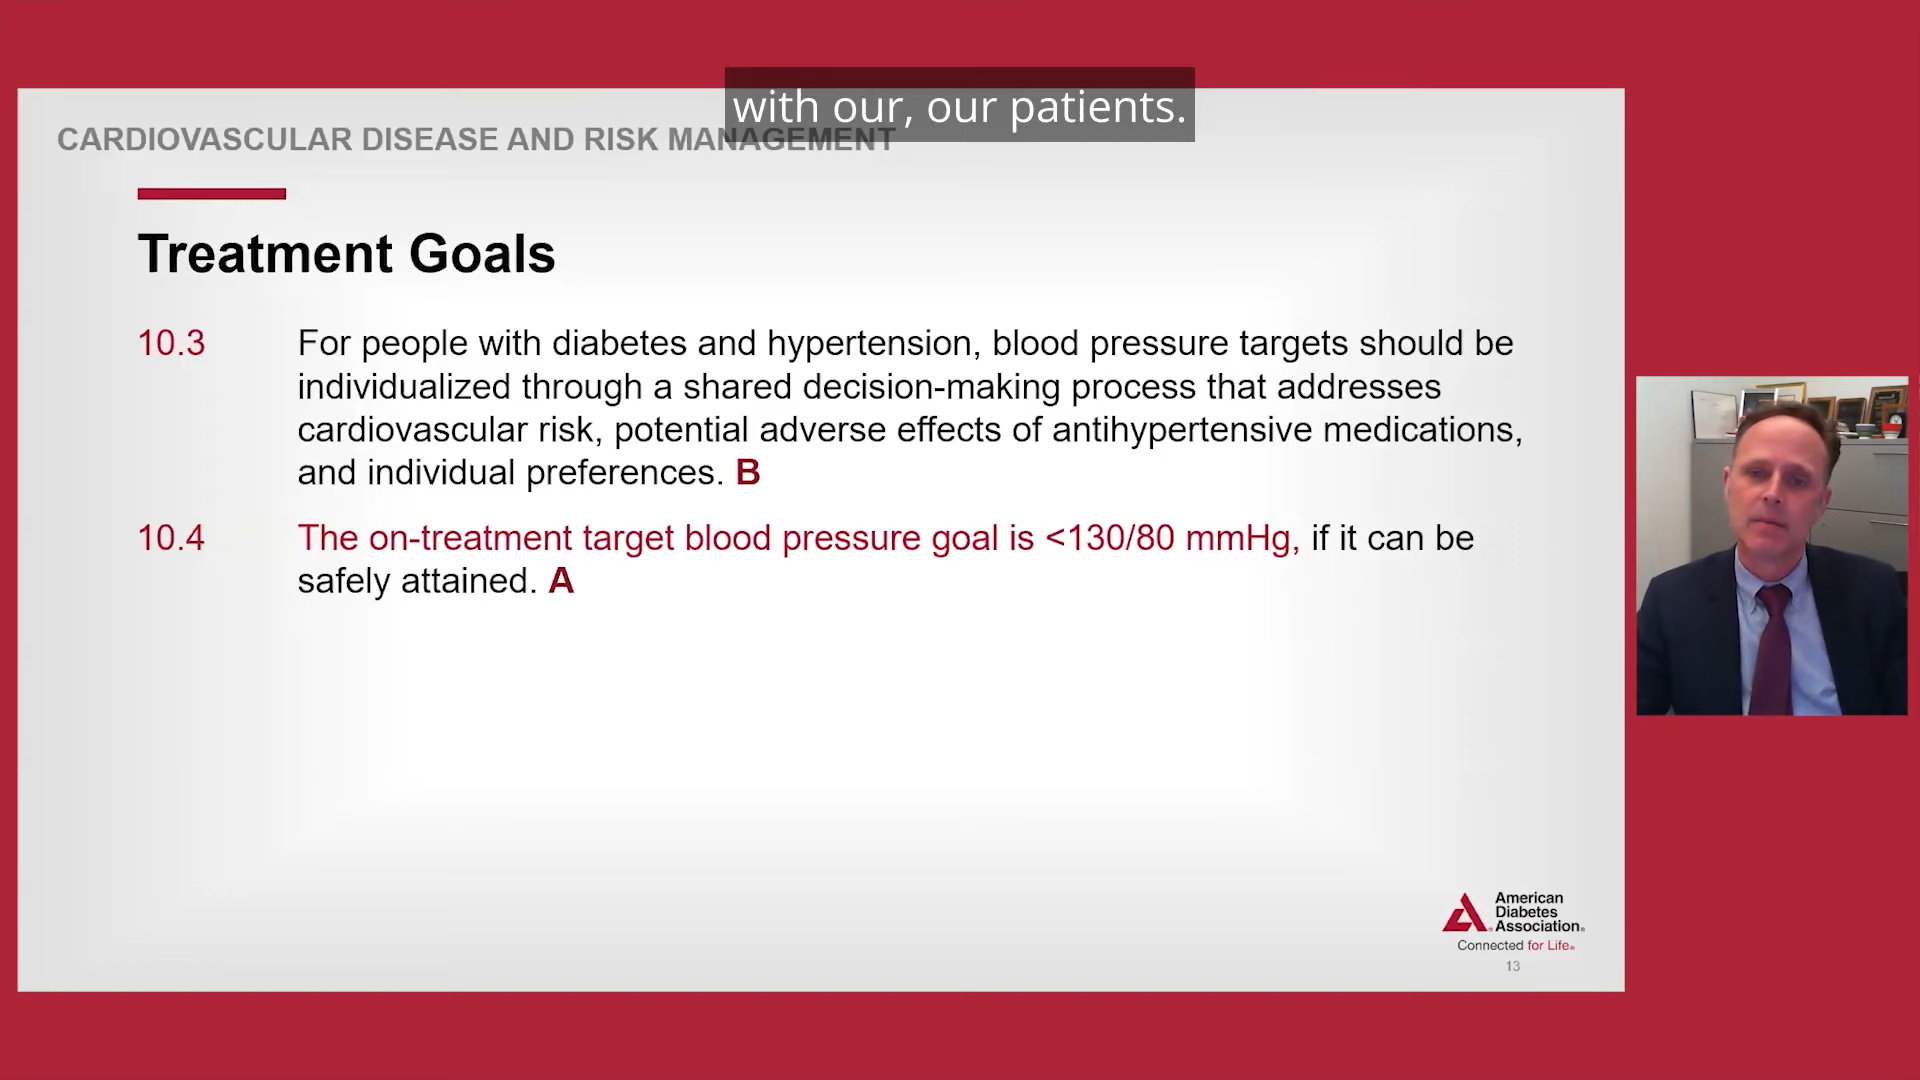 with our, our patients.
CARDIOVASCULAR DISEASE AND RISK MANAGEMENT
Treatment Goals
10.3 For people with diabetes and hypertension, blood pressure targets should be
individualized through a shared decision-making process that addresses
cardiovascular risk, potential adverse effects of antihypertensive medications,
and individual preferences. B
10.4 The on-treatment target blood pressure goal is <130/80 mmHg, if it can be
safely attained. A
American
Diabetes
Association®
Connected for Life®
13